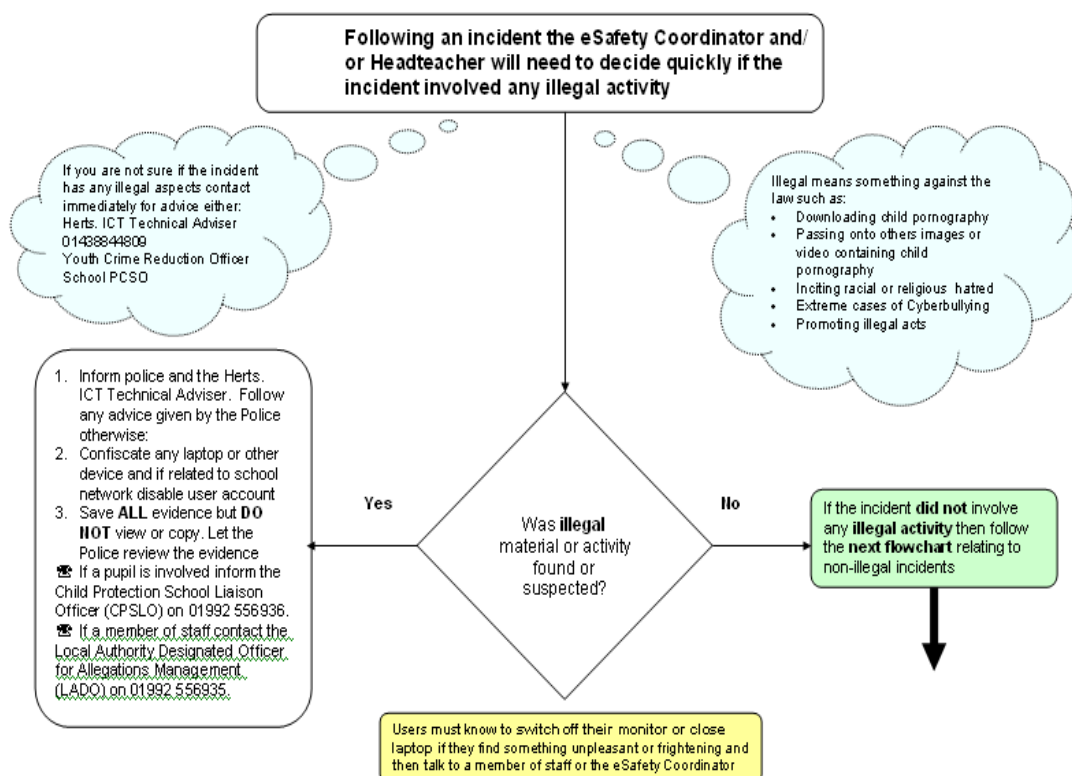 Following an incident the eSafety Coordinator and/
or Headteacher will need to decide quickly if the
incident involved any illegal activity
If you are not sure if the incident
has any illegal aspects contact
immediately for advice either:
Herts. ICT Technical Adviser
01438844809
Youth Crime Reduction Officer
School PCSO
Illegal means something against the
law such as:
• Downloading child pornography
• Passing onto others images or
video containing child
pornography
• Inciting racial or religious hatred
• Extreme cases of Cyberbullying
• Promoting illegal acts
1. Inform police and the Herts.
ICT Technical Adviser. Follow
any advice given by the Police
otherwise:
2. Confiscate any laptop or other
device and if related to school
network disable user account
3. Save ALL evidence but DO
NOT view or copy. Let the
Police review the evidence
☎ If a pupil is involved inform the
Child Protection School Liaison
Officer (CPSLO) on 01992 556936.
☎ If a member of staff contact the
Local Authority Designated Officer
for Allegations Management
(LADO) on 01992 556935.
Yes
Was illegal
material or activity
found or
suspected?
No
If the incident did not involve
any illegal activity then follow
the next flowchart relating to
non-illegal incidents
Users must know to switch off their monitor or close
laptop if they find something unpleasant or frightening and
then talk to a member of staff or the eSafety Coordinator